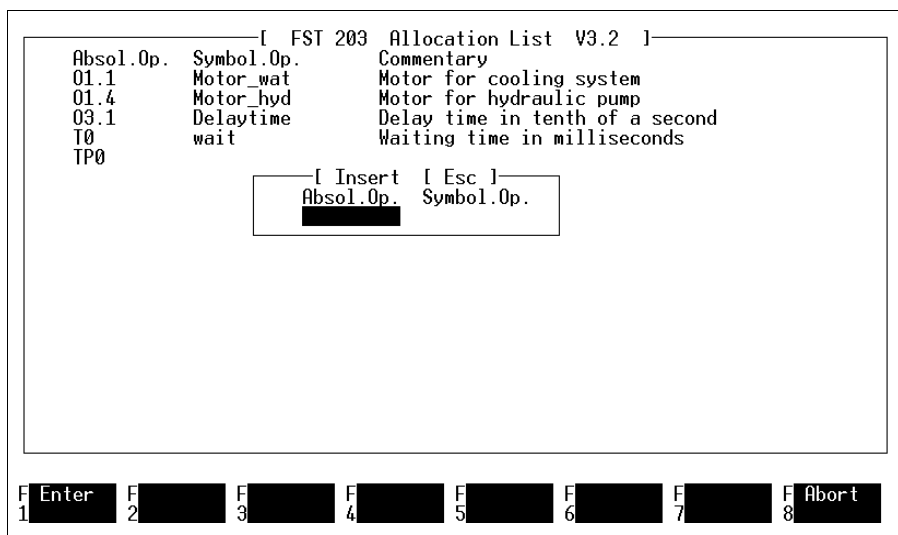 [ FST 203 Allocation List V3.2 ]
Absol.Op. Symbol.Op. Commentary
O1.1 Motor_wat Motor for cooling system
O1.4 Motor_hyd Motor for hydraulic pump
O3.1 Delaytime Delay time in tenth of a second
T0 wait Waiting time in milliseconds
TP0
[ Insert [ Esc ]
Absol.Op. Symbol.Op.
F1 Enter F2 F3 F4 F5 F6 F7 F8 Abort